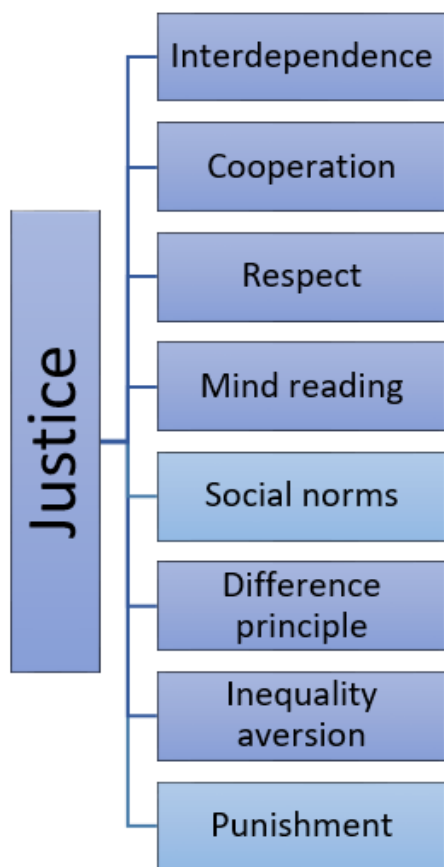 Justice
Interdependence
Cooperation
Respect
Mind reading
Social norms
Difference
principle
Inequality
aversion
Punishment